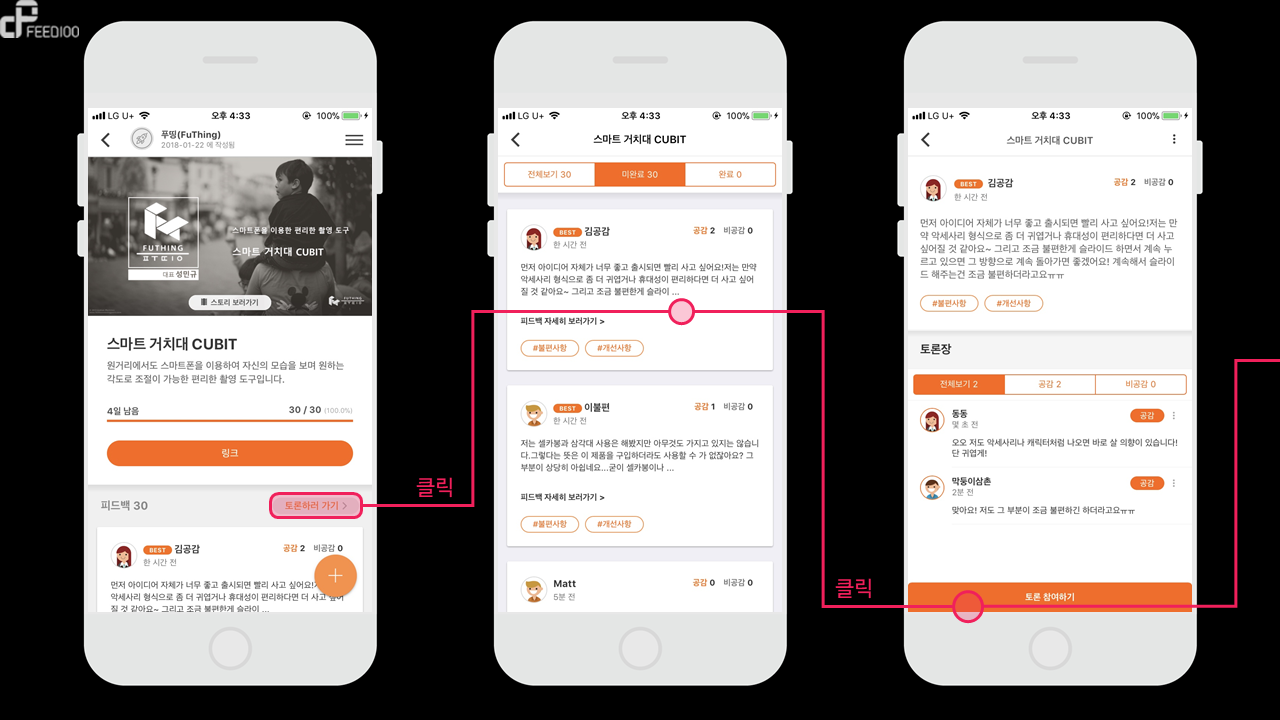 FEED100
LG U+
오후 4:33
100%
푸띵(FuThing)
2018-01-22 에 작성됨
FUTHING
대표 성민규
스마트폰을 이용한 편리한 촬영 도구
스마트 거치대 CUBIT
스토리 보러가기
FUTHING
스마트 거치대 CUBIT
원거리에서도 스마트폰을 이용하여 자신의 모습을 보며 원하는
각도로 조절이 가능한 편리한 촬영 도구입니다.
4일 남음
30 / 30 (100.0%)
링크
피드백 30
토론하러 가기 >
BEST 김공감
공감 2 비공감 0
한 시간 전
먼저 아이디어 자체가 너무 좋고 출시되면 빨리 사고 싶어요!저
악세사리 형식으로 좀 더 귀엽거나 휴대성이 편리하다면 더 사고 싶어
질 것 같아요~ 그리고 조금 불편한게 슬라이 ...
클릭
LG U+
오후 4:33
100%
스마트 거치대 CUBIT
전체보기 30
미완료 30
완료 0
BEST 김공감
공감 2 비공감 0
한 시간 전
먼저 아이디어 자체가 너무 좋고 출시되면 빨리 사고 싶어요!저는 만약
악세사리 형식으로 좀 더 귀엽거나 휴대성이 편리하다면 더 사고 싶어
질 것 같아요~ 그리고 조금 불편한게 슬라이 ...
피드백 자세히 보러가기 >
#불편사항
#개선사항
BEST 이불편
공감 1 비공감 0
한 시간 전
저는 셀카봉과 삼각대 사용은 해봤지만 아무것도 가지고 있지는 않습니
다.그렇다는 뜻은 이 제품을 구입하더라도 사용할 수 가 없잖아요? 그
부분이 상당히 아쉽네요...굳이 셀카봉이나 ...
피드백 자세히 보러가기 >
#불편사항
#개선사항
Matt
공감 0 비공감 0
5분 전
클릭
LG U+
오후 4:33
100%
스마트 거치대 CUBIT
BEST 김공감
공감 2 비공감 0
한 시간 전
먼저 아이디어 자체가 너무 좋고 출시되면 빨리 사고 싶어요!저는 만
약 악세사리 형식으로 좀 더 귀엽거나 휴대성이 편리하다면 더 사고
싶어질 것 같아요~ 그리고 조금 불편한게 슬라이드 하면서 계속 누
르고 있으면 그 방향으로 계속 돌아가면 좋겠어요! 계속해서 슬라이
드 해주는건 조금 불편하더라고요ㅠㅠ
#불편사항
#개선사항
토론장
전체보기 2
공감 2
비공감 0
동동
공감
몇 초 전
오오 저도 악세사리나 캐릭터처럼 나오면 바로 살 의향이 있습니다!
단 귀엽게!
막둥이삼촌
공감
2분 전
맞아요! 저도 그 부분이 조금 불편하긴 하더라고요ㅠㅠ
토론 참여하기